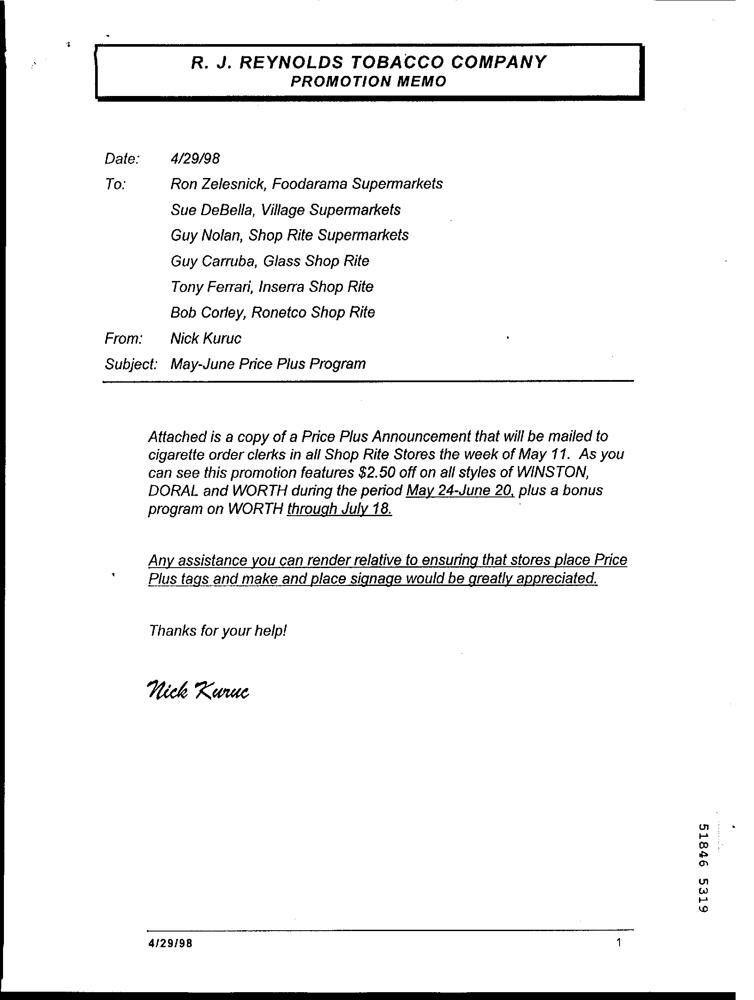 R. J. REYNOLDS TOBACCO COMPANY
PROMOTION MEMO
Date: 4/29/98
To: Ron Zelesnick, Foodarama Supermarkets
Sue DeBella, Village Supermarkets
Guy Nolan, Shop Rite Supermarkets
Guy Carruba, Glass Shop Rite
Tony Ferrari, Inserra Shop Rite
Bob Corley, Ronetco Shop Rite
From: Nick Kuruc
Subject: May-June Price Plus Program
Attached is a copy of a Price Plus Announcement that will be mailed to
cigarette order clerks in all Shop Rite Stores the week of May 11. As you
can see this promotion features $2.50 off on all styles of WINSTON,
DORAL and WORTH during the period May 24-June 20, plus a bonus
program on WORTH through July 18.
Any assistance you can render relative to ensuring that stores place Price
Plus tags and make and place signage would be greatly appreciated.
Thanks for your help!
Nick Kuruc
51846 5319
4/29/98 1